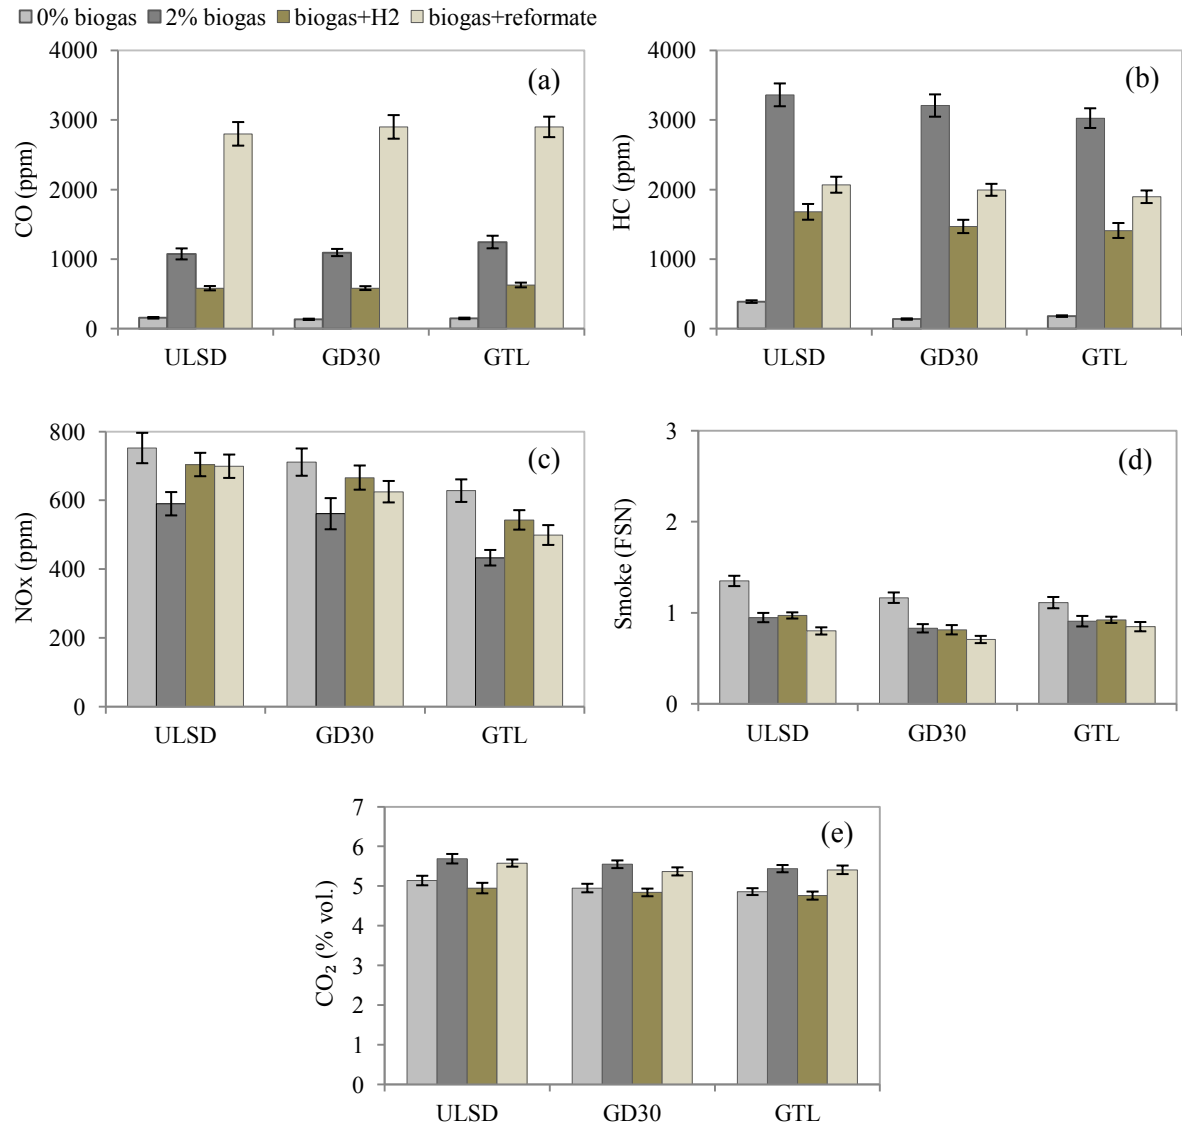 0% biogas 2% biogas biogas+H2 biogas+reformate
(a)
CO (ppm)
4000
3000
2000
1000
0
ULSD GD30 GTL
(b)
HC (ppm)
4000
3000
2000
1000
0
ULSD GD30 GTL
(c)
NOx (ppm)
800
600
400
200
0
ULSD GD30 GTL
(d)
Smoke (FSN)
3
2
1
0
ULSD GD30 GTL
(e)
CO₂ (% vol.)
7
6
5
4
3
2
1
0
ULSD GD30 GTL